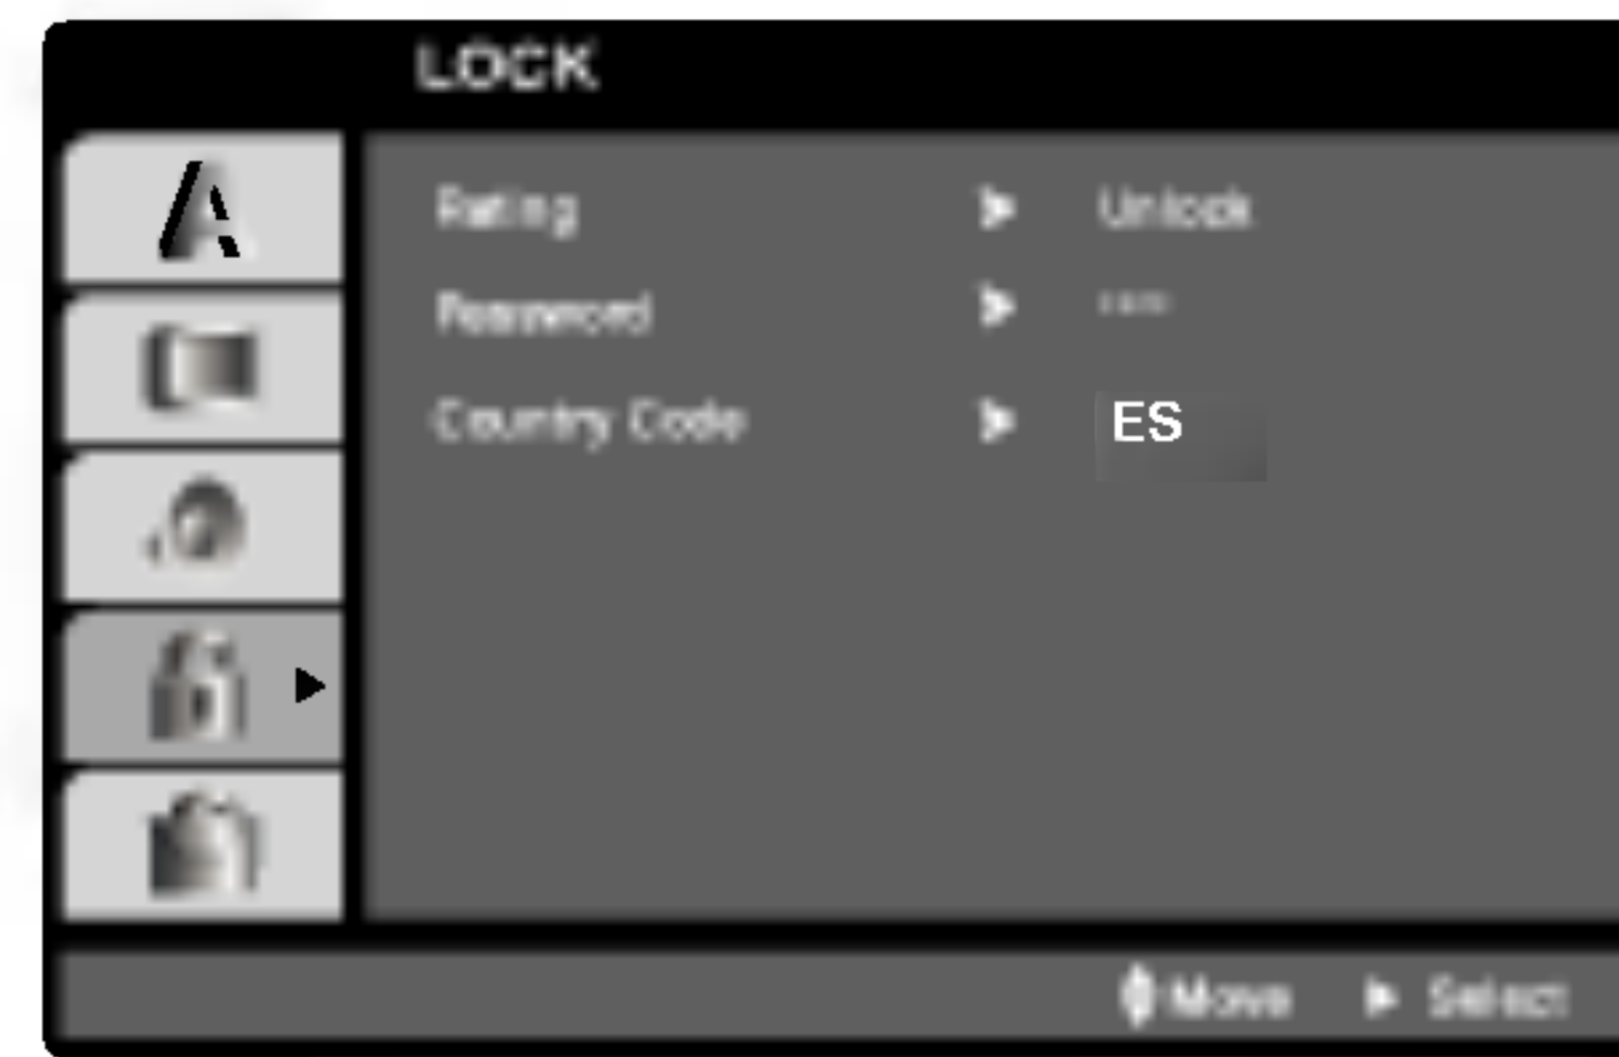 LOCK
A
Rating Unlock
Password ****
Country Code ES
Move Select